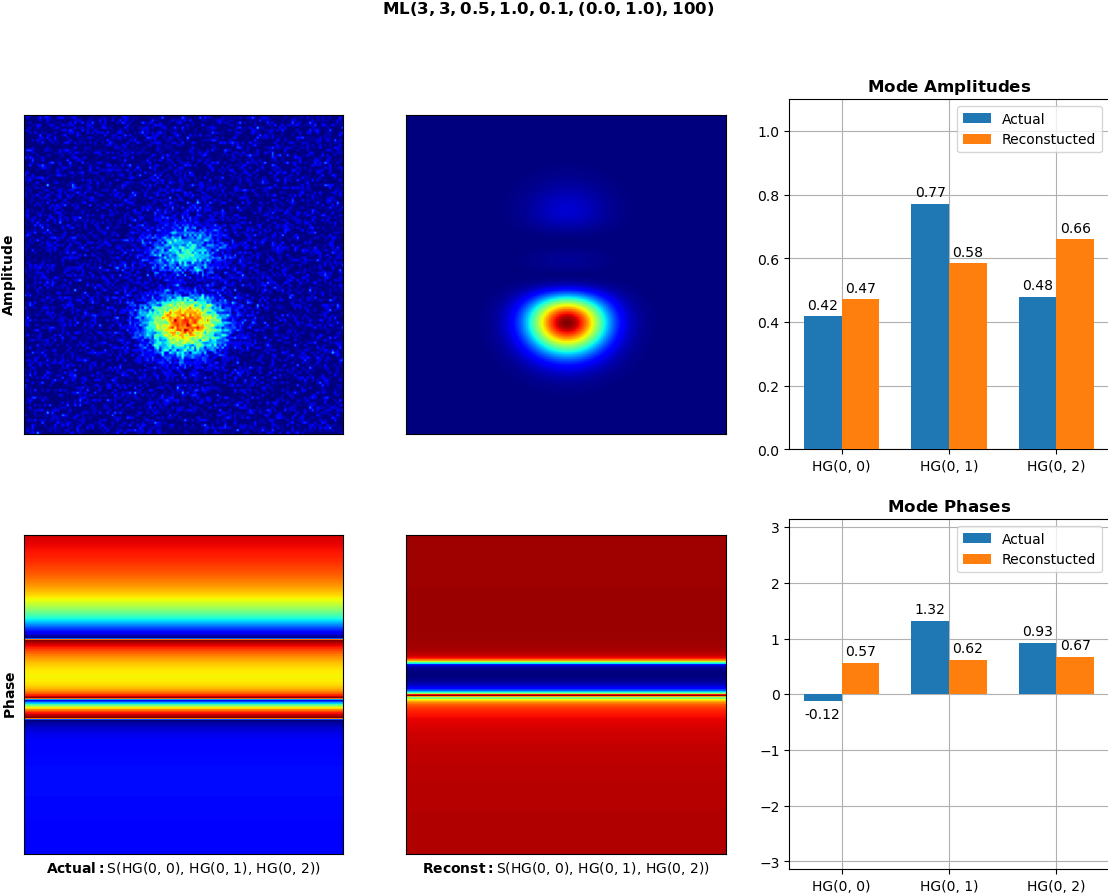 ML(3, 3, 0.5, 1.0, 0.1, (0.0, 1.0), 100)
Amplitude
Mode Amplitudes
Actual
Reconstucted
1.0
0.8
0.6
0.4
0.2
0.0
0.42
0.47
0.77
0.58
0.48
0.66
HG(0, 0)
HG(0, 1)
HG(0, 2)
Phase
Actual: S(HG(0, 0), HG(0, 1), HG(0, 2))
Reconst: S(HG(0, 0), HG(0, 1), HG(0, 2))
Mode Phases
Actual
Reconstucted
3
2
1
0
−1
−2
−3
-0.12
0.57
1.32
0.62
0.93
0.67
HG(0, 0)
HG(0, 1)
HG(0, 2)